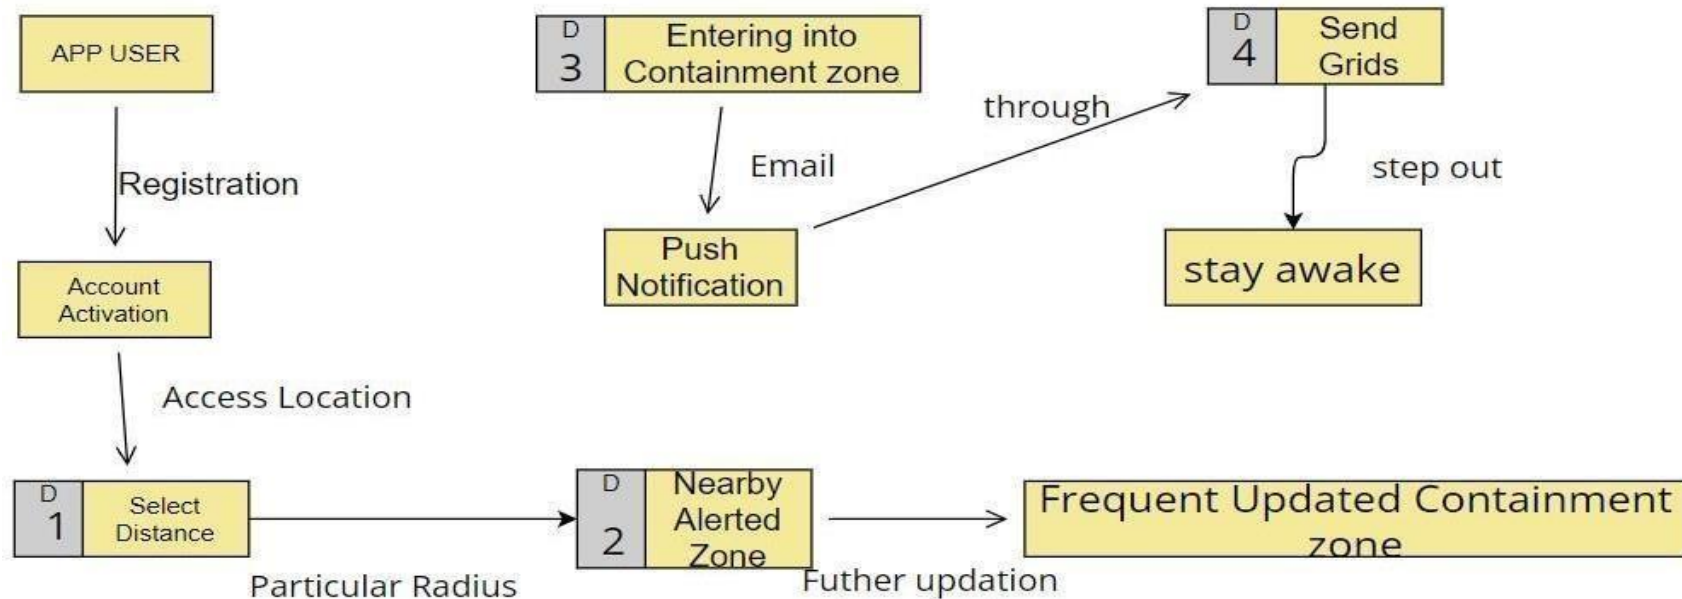 APP USER
Registration
Account
Activation
Access Location
D
1
Select
Distance
Particular Radius
D
2
Nearby
Alerted
Zone
Futher updation
Frequent Updated Containment
zone
D
3
Entering into
Containment zone
Email
Push
Notification
through
D
4
Send
Grids
step out
stay awake